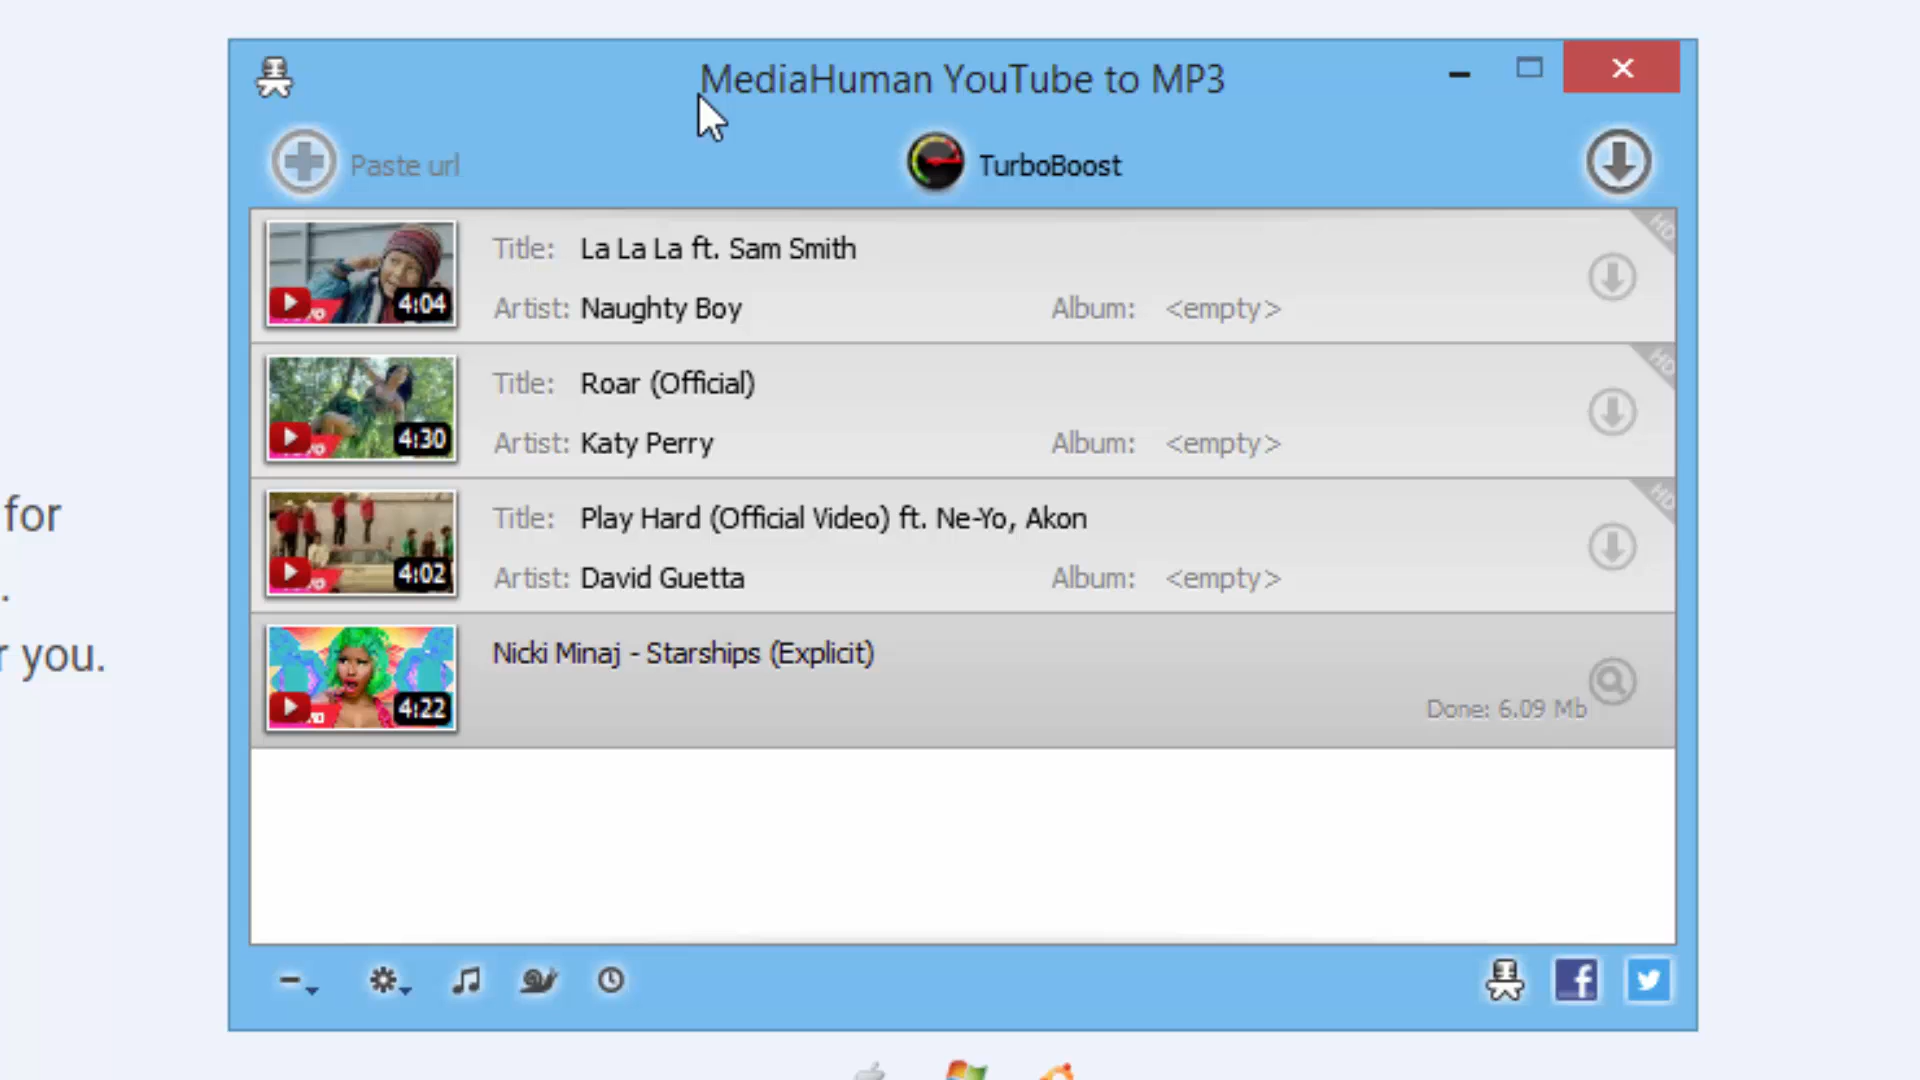 MediaHuman YouTube to MP3
Paste url
TurboBoost
HD
4:04
Title: La La La ft. Sam Smith
Artist: Naughty Boy Album: <empty>
HD
4:30
Title: Roar (Official)
Artist: Katy Perry Album: <empty>
HD
4:02
Title: Play Hard (Official Video) ft. Ne-Yo, Akon
Artist: David Guetta Album: <empty>
4:22
Nicki Minaj - Starships (Explicit)
Done: 6.09 Mb
for
.
r you.